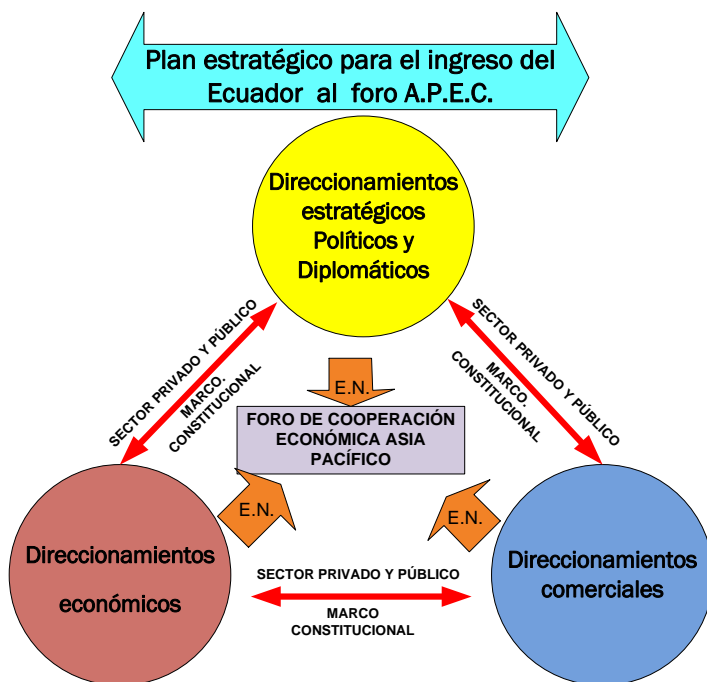 Plan estratégico para el ingreso del
Ecuador al foro A.P.E.C.
Direccionamientos
estratégicos
Políticos y
Diplomáticos
SECTOR PRIVADO Y PÚBLICO
MARCO.
CONSTITUCIONAL
SECTOR PRIVADO Y PÚBLICO
MARCO.
CONSTITUCIONAL
E.N.
FORO DE COOPERACIÓN
ECONÓMICA ASIA
PACÍFICO
E.N.
E.N.
Direccionamientos
económicos
SECTOR PRIVADO Y PÚBLICO
MARCO
CONSTITUCIONAL
Direccionamientos
comerciales